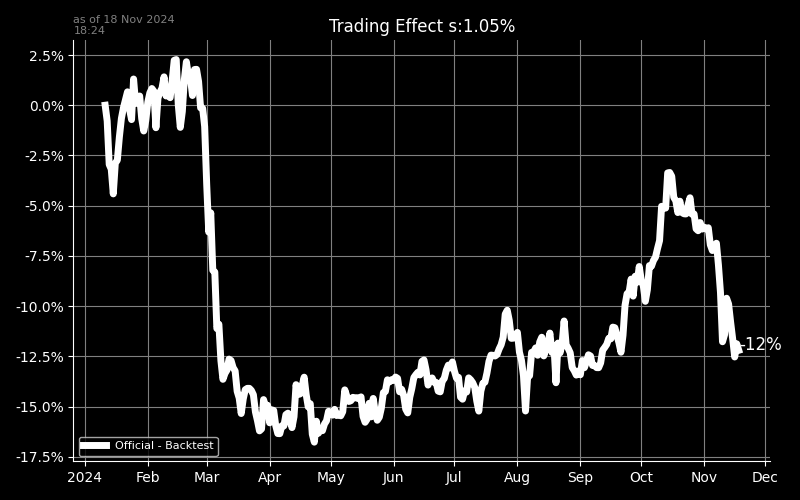 as of 18 Nov 2024
18:24
Trading Effect s:1.05%
2.5%
0.0%
-2.5%
-5.0%
-7.5%
-10.0%
-12.5%
-15.0%
-17.5%
-12%
Official - Backtest
2024 Feb Mar Apr May Jun Jul Aug Sep Oct Nov Dec